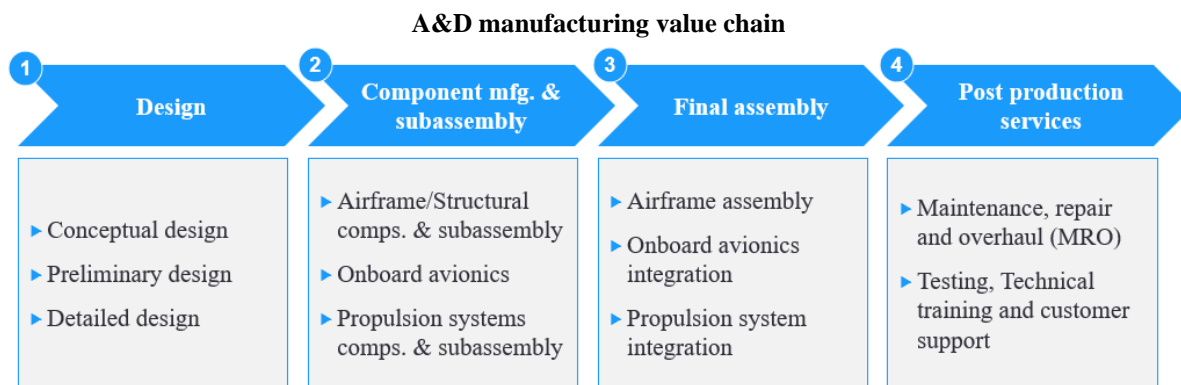 A&D manufacturing value chain
1
Design
2
Component mfg. &
subassembly
3
Final assembly
4
Post production
services
Conceptual design
Preliminary design
Detailed design
Airframe/Structural
comps. & subassembly
Onboard avionics
Propulsion systems
comps. & subassembly
Airframe assembly
Onboard avionics
integration
Propulsion system
integration
Maintenance, repair
and overhaul (MRO)
Testing, Technical
training and customer
support